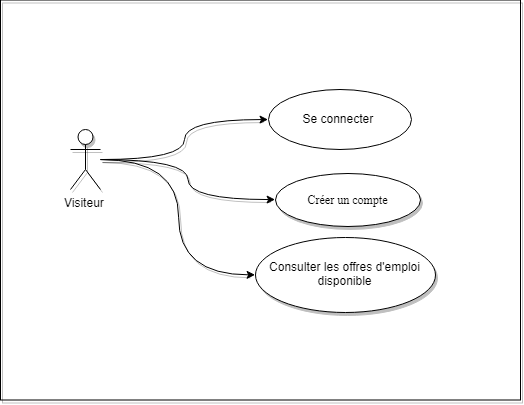 Se connecter
Visiteur
Créer un compte
Consulter les offres d'emploi
disponible